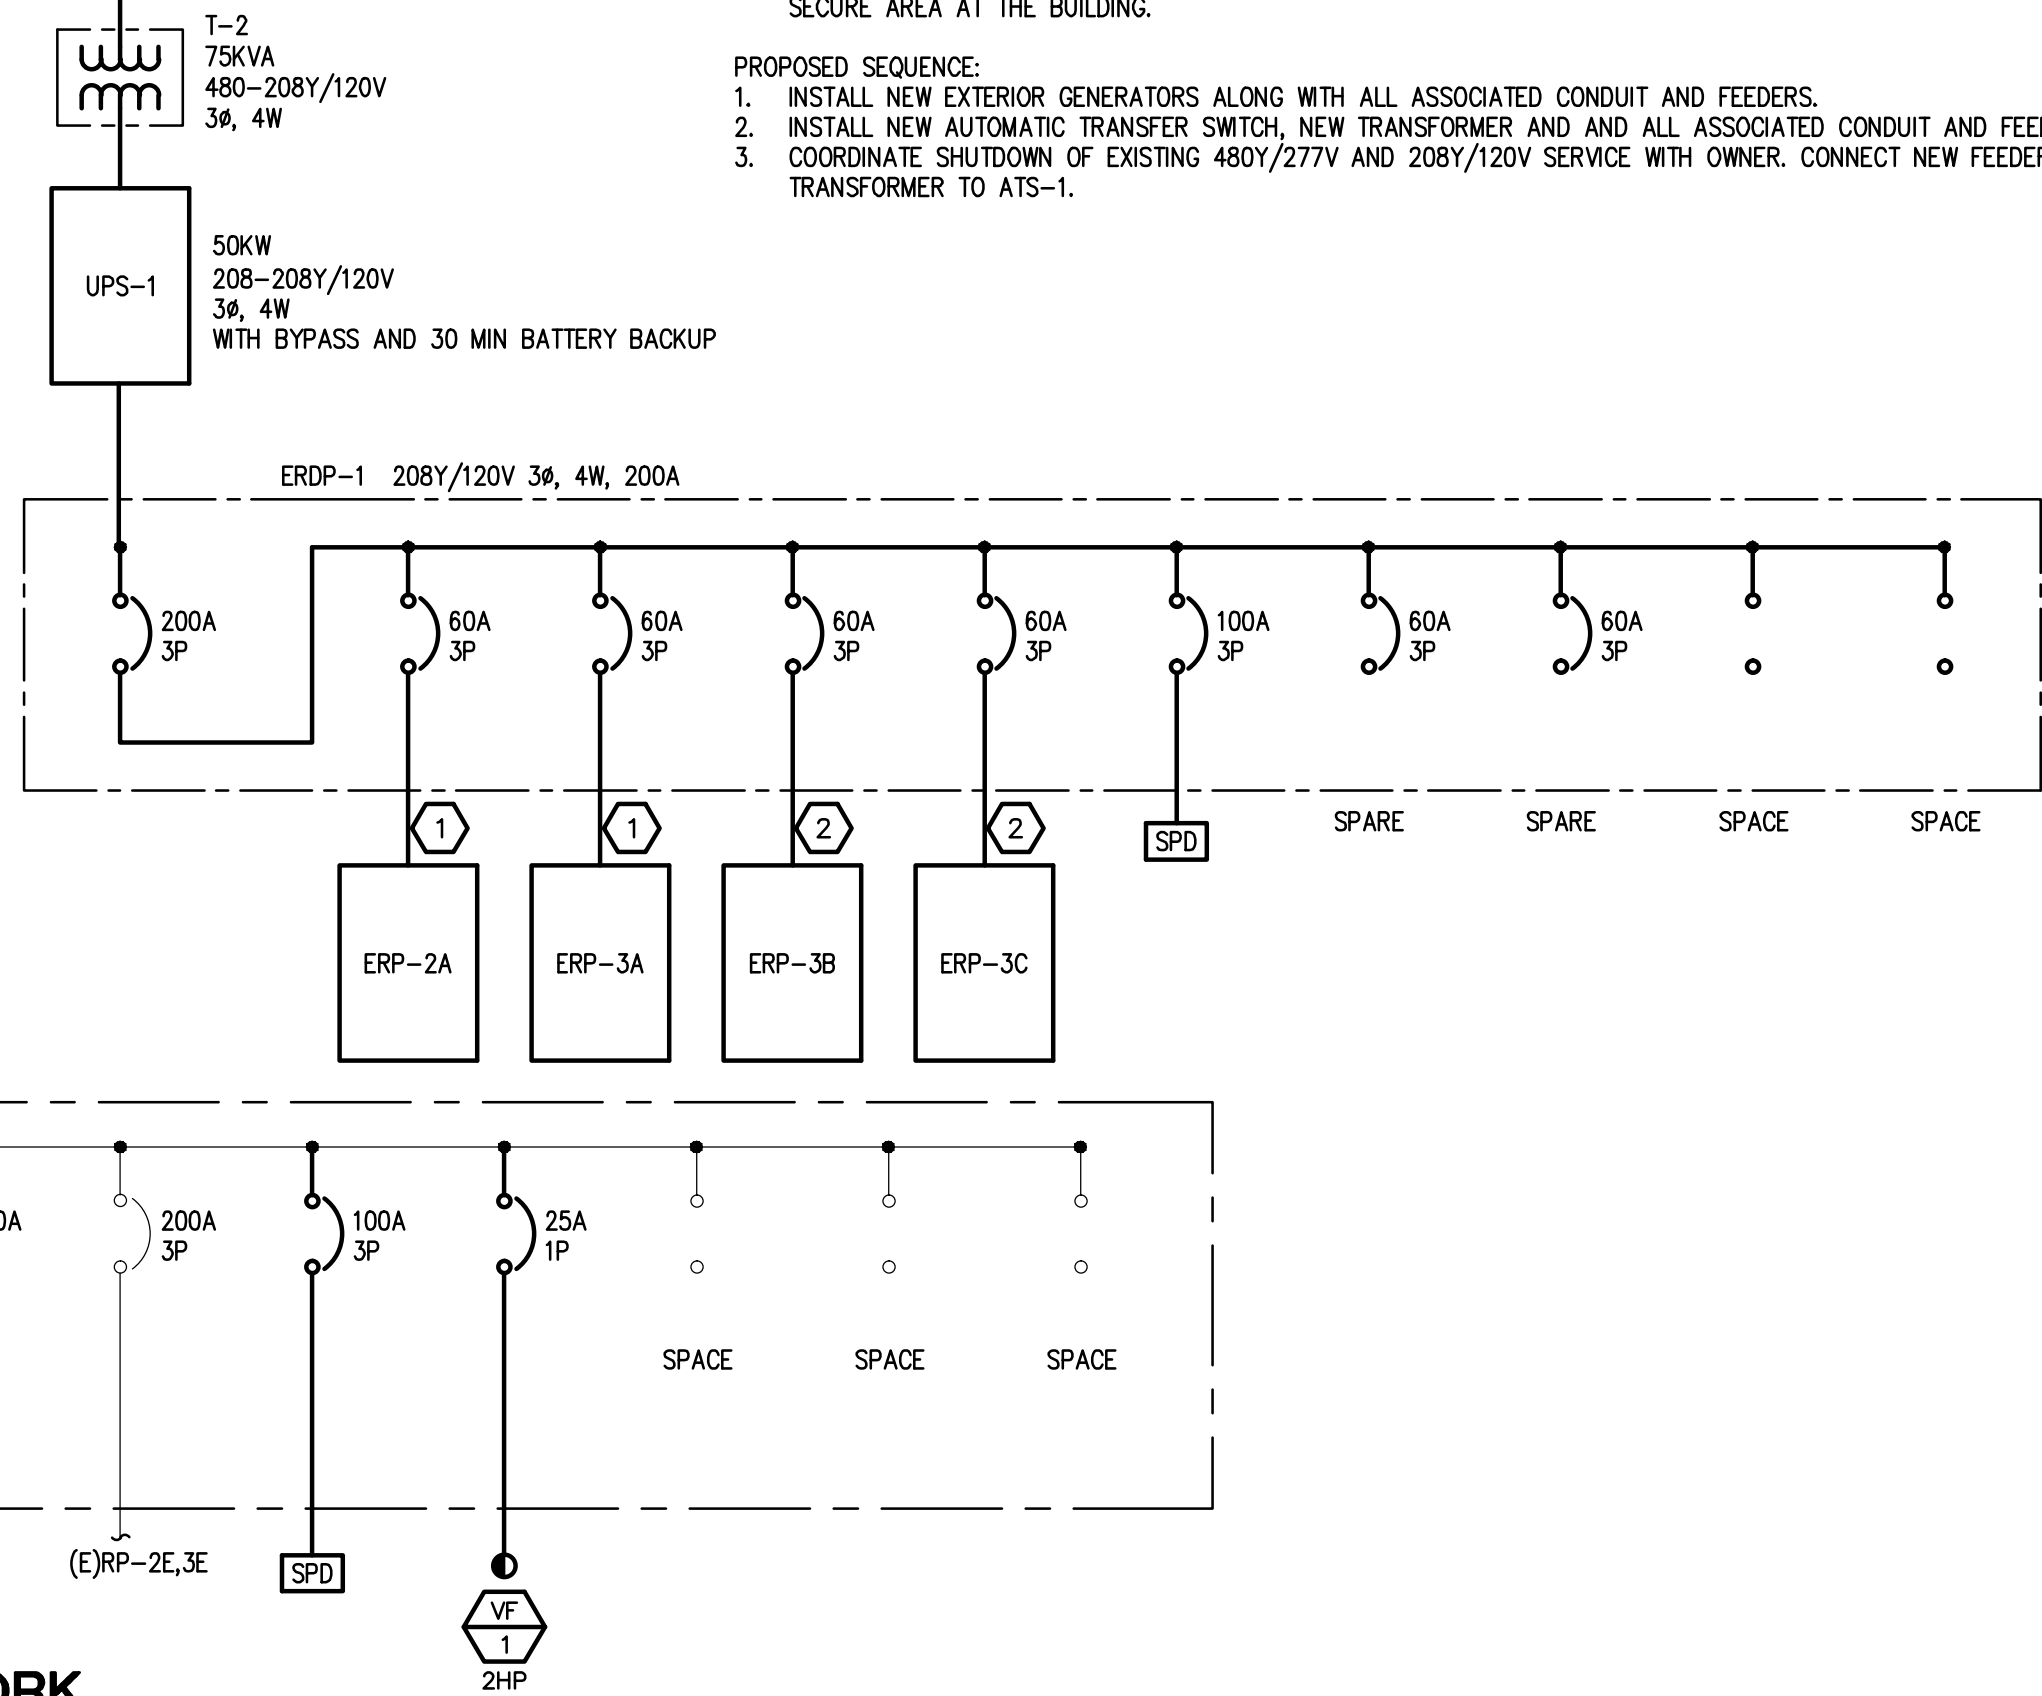 SECURE AREA AT THE BUILDING.
T-2
75KVA
480-208Y/120V
3ø, 4W
PROPOSED SEQUENCE:
1. INSTALL NEW EXTERIOR GENERATORS ALONG WITH ALL ASSOCIATED CONDUIT AND FEEDERS.
2. INSTALL NEW AUTOMATIC TRANSFER SWITCH, NEW TRANSFORMER AND AND ALL ASSOCIATED CONDUIT AND
3. COORDINATE SHUTDOWN OF EXISTING 480Y/277V AND 208Y/120V SERVICE WITH OWNER. CONNECT NEW
TRANSFORMER TO ATS-1.
UPS-1
50KW
208-208Y/120V
3ø, 4W
WITH BYPASS AND 30 MIN BATTERY BACKUP
ERDP-1 208Y/120V 3ø, 4W, 200A
200A 60A 60A 60A 60A 100A 60A 60A
3P 3P 3P 3P 3P 3P 3P 3P
1 1 2 2
SPD SPARE SPARE SPACE SPACE
ERP-2A ERP-3A ERP-3B ERP-3C
200A 100A 25A
3P 3P 1P
SPACE SPACE SPACE
(E)RP-2E,3E SPD
VF
1
2HP